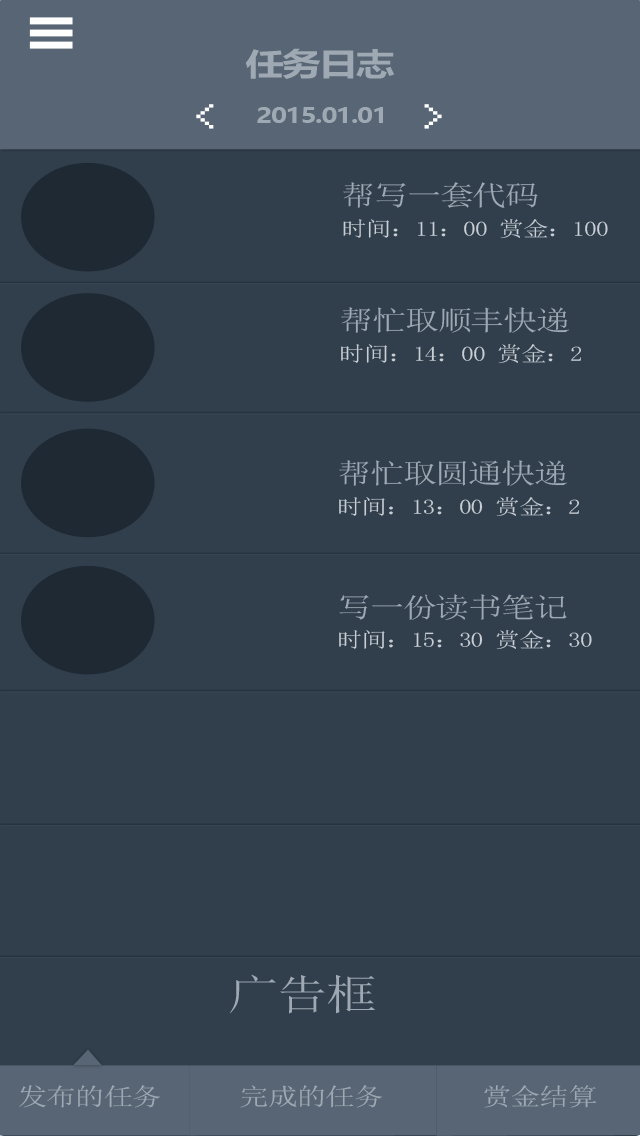 任务日志
2015.01.01
帮写一套代码
时间：11：00 赏金：100
帮忙取顺丰快递
时间：14：00 赏金：2
帮忙取圆通快递
时间：13：00 赏金：2
写一份读书笔记
时间：15：30 赏金：30
广告框
发布的任务 完成的任务 赏金结算